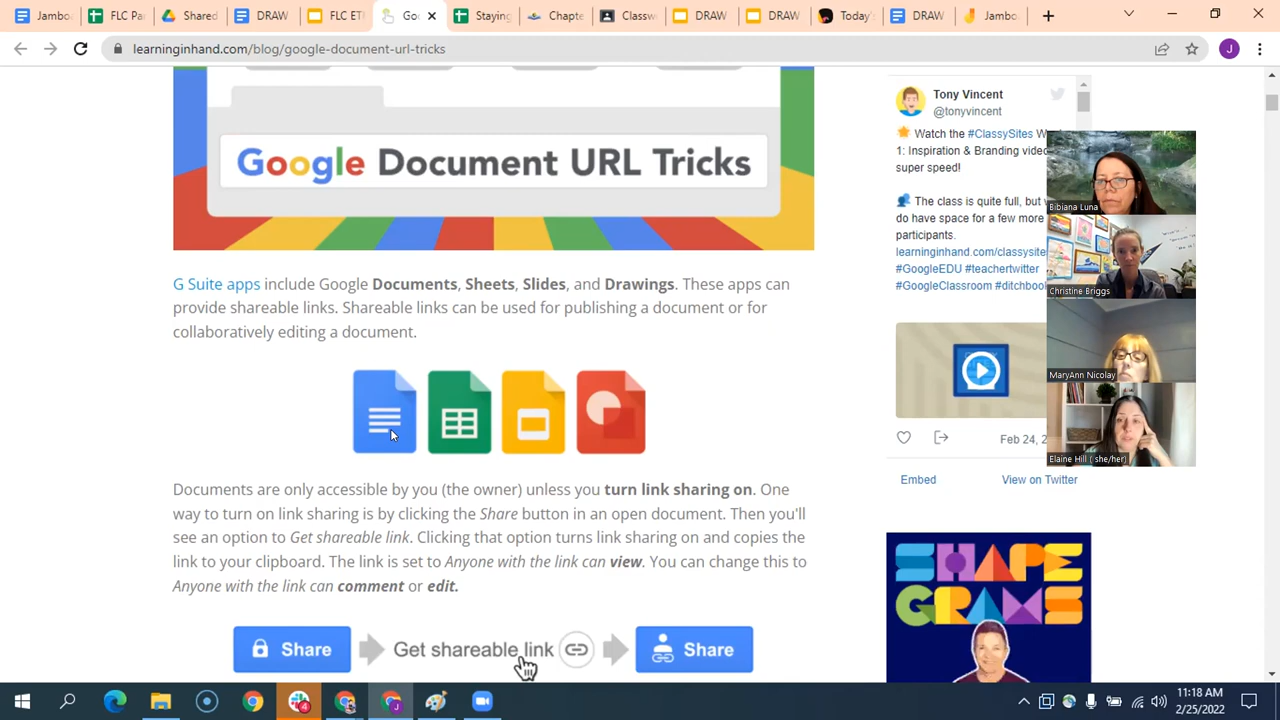 Jambo
FLC Pa
Shared
DRAW
FLC ET
Go
Staying
Chapte
Classw
DRAW
DRAW
Today's
DRAW
Jambo
learninginhand.com/blog/google-document-url-tricks
J
Google Document URL Tricks
G Suite apps include Google Documents, Sheets, Slides, and Drawings. These apps can
provide shareable links. Shareable links can be used for publishing a document or for
collaboratively editing a document.
Documents are only accessible by you (the owner) unless you turn link sharing on. One
way to turn on link sharing is by clicking the Share button in an open document. Then you'll
see an option to Get shareable link. Clicking that option turns link sharing on and copies the
link to your clipboard. The link is set to Anyone with the link can view. You can change this to
Anyone with the link can comment or edit.
Share Get shareable link Share
Tony Vincent
@tonyvincent
Watch the #ClassySites W
1: Inspiration & Branding video
super speed!
The class is quite full, but
do have space for a few more
participants.
learninginhand.com/classysites
#GoogleEDU #teachertwitter
#GoogleClassroom #ditchbook
Feb 24, 2
Embed View on Twitter
SHAPE
GRAMS
Bibiana Luna
Christine Briggs
MaryAnn Nicolay
Elaine Hill ( she/her)
4
J
11:18 AM
2/25/2022